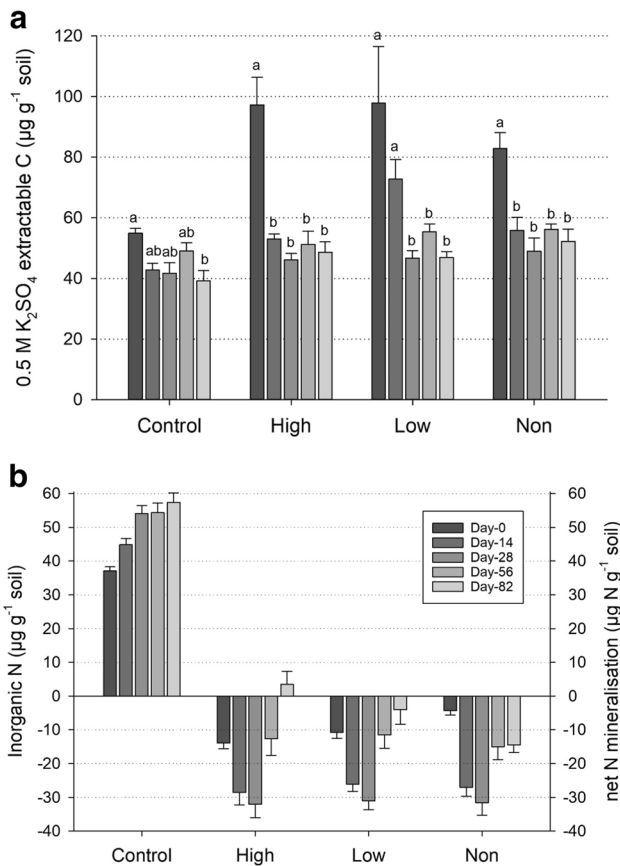 a
0.5 M K₂SO₄ extractable C (µg g⁻¹ soil)
120
100
80
60
40
20
0
a ab ab ab b
a b b b b
a a b b b
a b b b b
Control High Low Non
b
Inorganic N (µg g⁻¹ soil)
60
50
40
30
20
10
0
-10
-20
-30
-40
Day-0
Day-14
Day-28
Day-56
Day-82
net N mineralisation (µg N g⁻¹ soil)
60
50
40
30
20
10
0
-10
-20
-30
-40
Control High Low Non